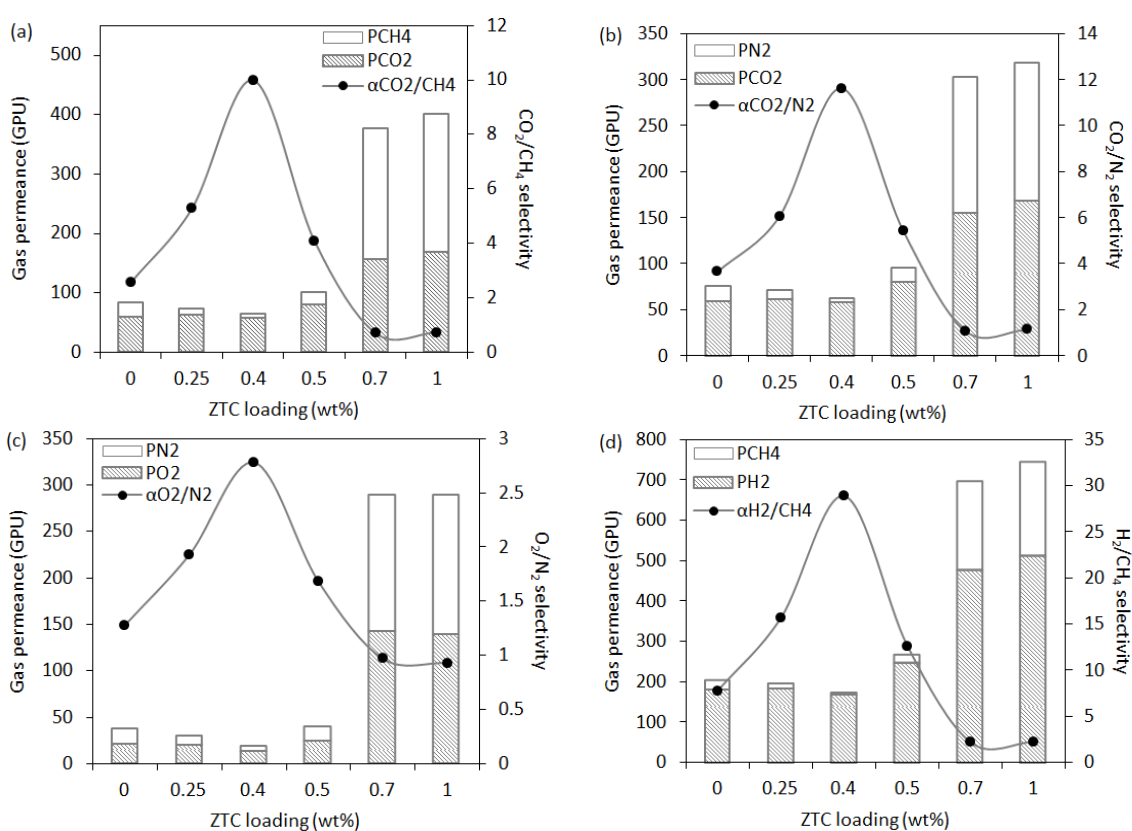 (a)
PCH4
PCO2
αCO2/CH4
500
400
300
200
100
0
Gas permeance (GPU)
12
10
8
6
4
2
0
CO₂/CH₄ selectivity
0 0.25 0.4 0.5 0.7 1
ZTC loading (wt%)
(b)
PN2
PCO2
αCO2/N2
350
300
250
200
150
100
50
0
Gas permeance (GPU)
14
12
10
8
6
4
2
0
CO₂/N₂ selectivity
0 0.25 0.4 0.5 0.7 1
ZTC loading (wt%)
(c)
PN2
PO2
αO2/N2
350
300
250
200
150
100
50
0
Gas permeance (GPU)
3
2.5
2
1.5
1
0.5
0
O₂/N₂ selectivity
0 0.25 0.4 0.5 0.7 1
ZTC loading (wt%)
(d)
PCH4
PH2
αH2/CH4
800
700
600
500
400
300
200
100
0
Gas permeance (GPU)
35
30
25
20
15
10
5
0
H₂/CH₄ selectivity
0 0.25 0.4 0.5 0.7 1
ZTC loading (wt%)